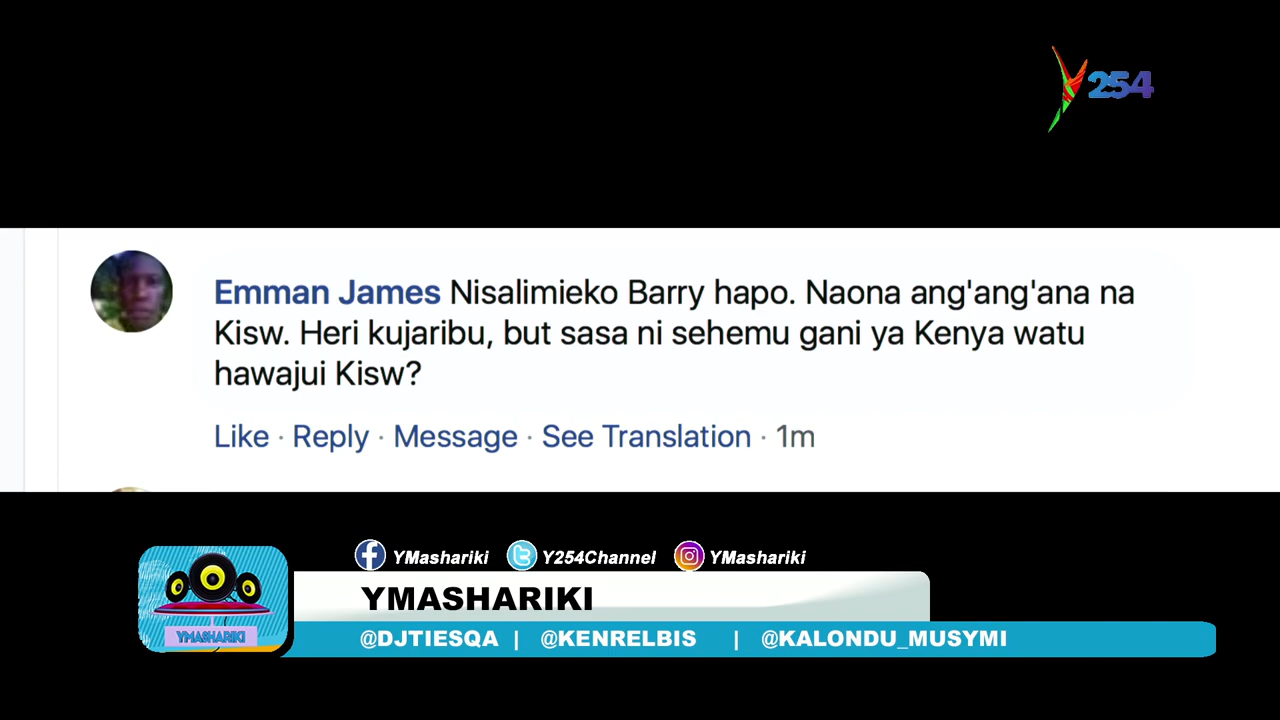 Y254
Emman James Nisalimieko Barry hapo. Naona ang'ang'ana na
Kisw. Heri kujaribu, but sasa ni sehemu gani ya Kenya watu
hawajui Kisw?
Like · Reply · Message · See Translation · 1m
YMashariki Y254Channel YMashariki
YMASHARIKI
YMASHARIKI
@DJTIESQA | @KENRELBIS | @KALONDU_MUSYMI